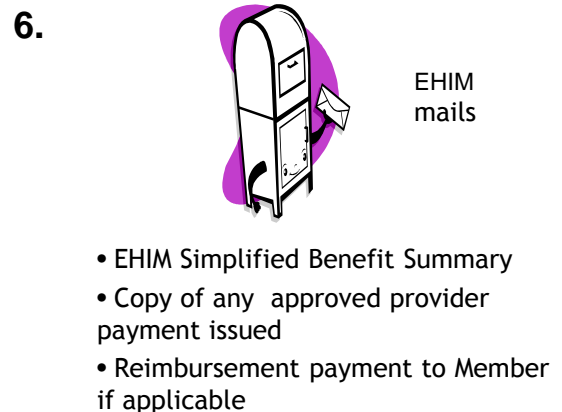 6.
EHIM
mails
• EHIM Simplified Benefit Summary
• Copy of any approved provider
payment issued
• Reimbursement payment to Member
if applicable